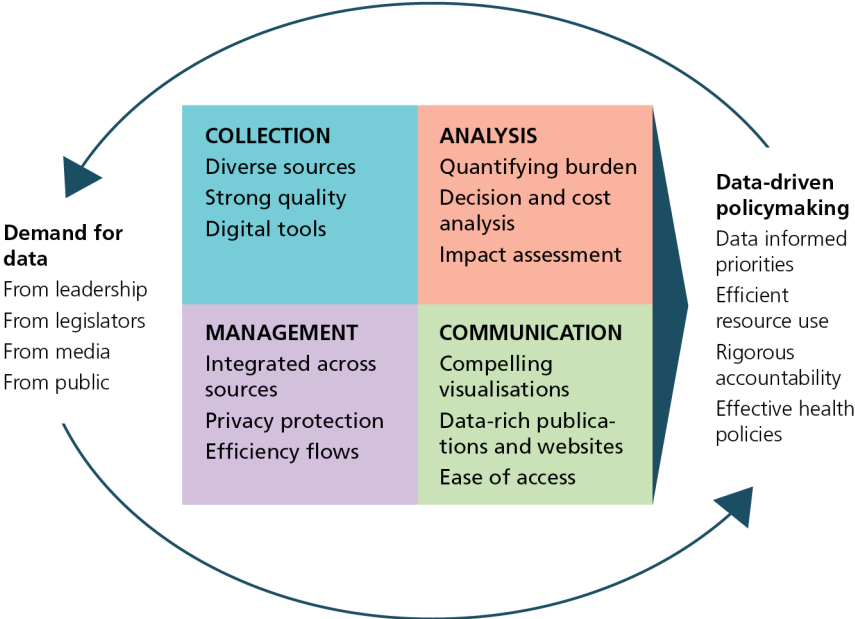 Demand for
data
From leadership
From legislators
From media
From public
COLLECTION
Diverse sources
Strong quality
Digital tools
ANALYSIS
Quantifying burden
Decision and cost
analysis
Impact assessment
MANAGEMENT
Integrated across
sources
Privacy protection
Efficiency flows
COMMUNICATION
Compelling
visualisations
Data-rich publica-
tions and websites
Ease of access
Data-driven
policymaking
Data informed
priorities
Efficient
resource use
Rigorous
accountability
Effective health
policies